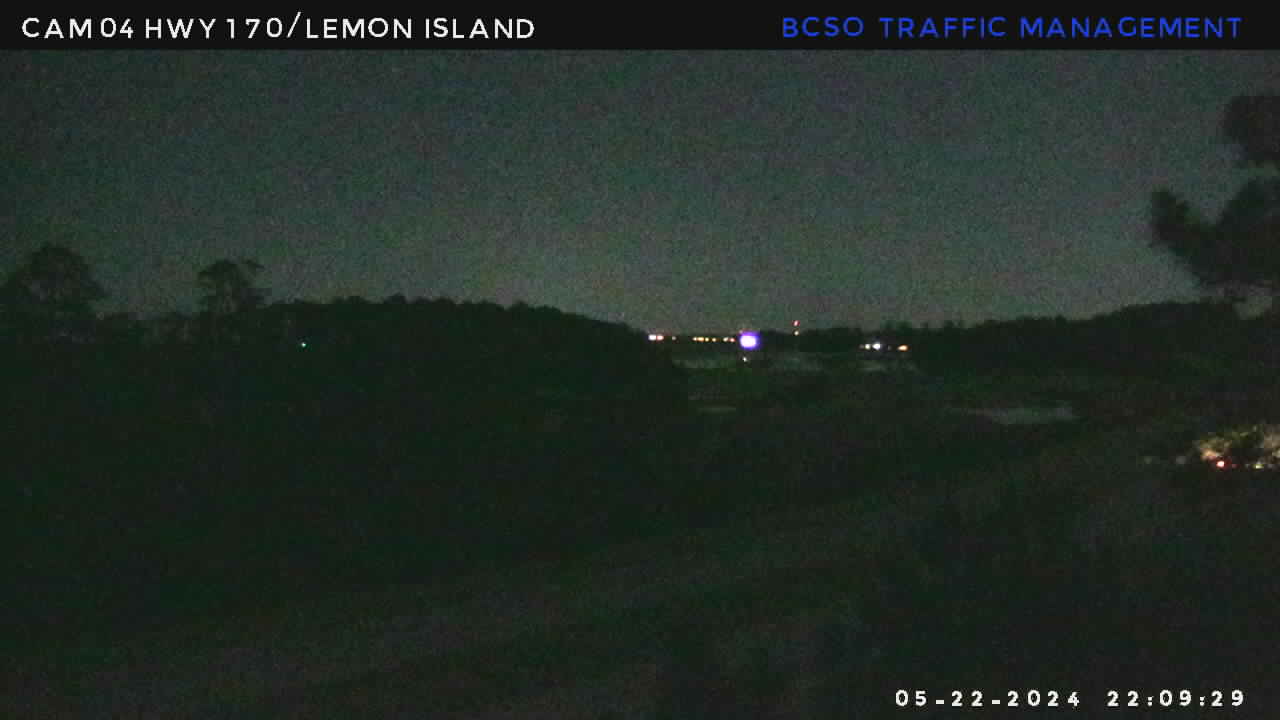 CAM04 HWY 170/LEMON ISLAND
BCSO TRAFFIC MANAGEMENT
05-22-2024 22:09:29